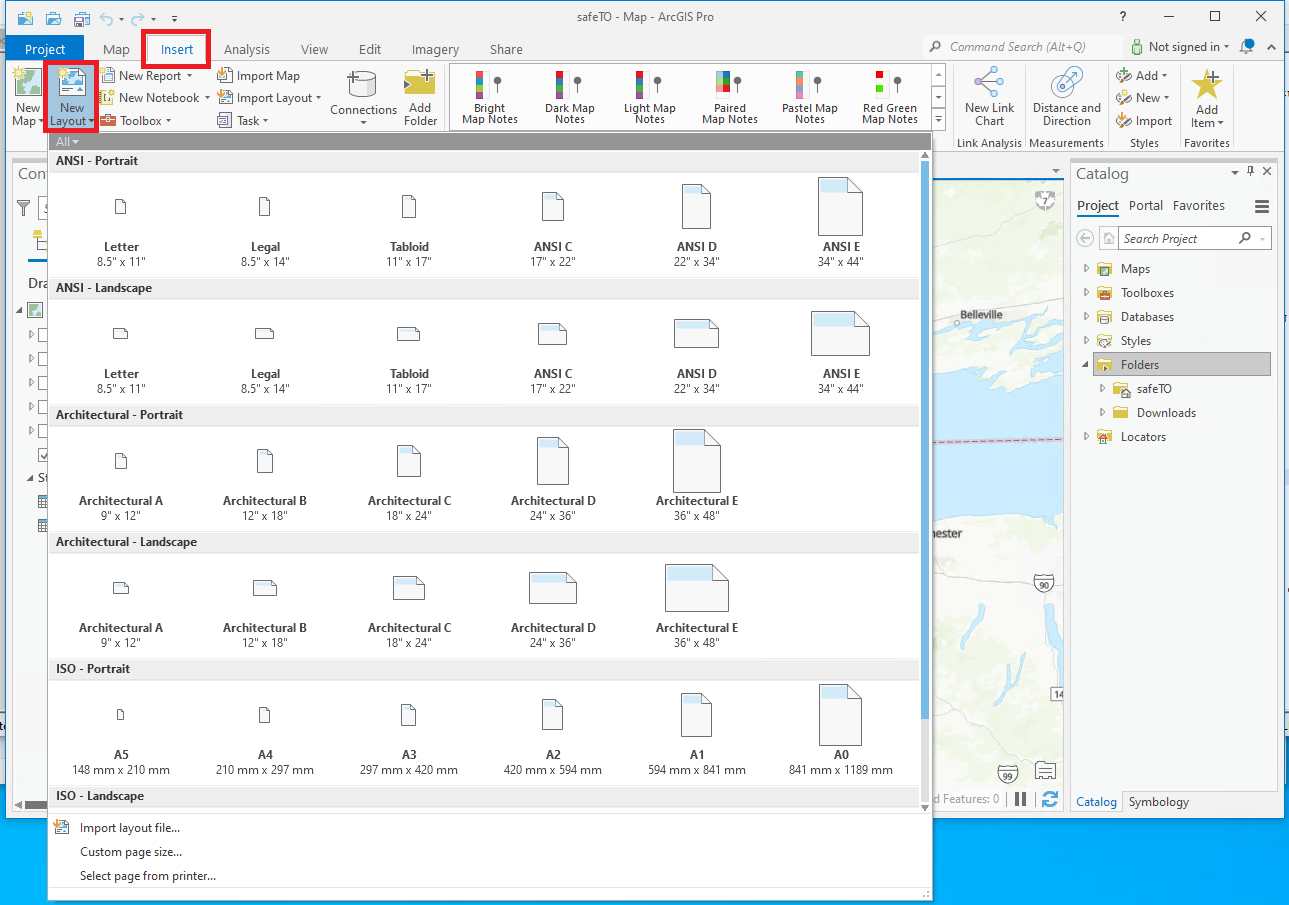 safeTO - Map - ArcGIS Pro
?
Project Map Insert Analysis View Edit Imagery Share
Command Search (Alt+Q)
Not signed in
New Map
New Layout
New Report
New Notebook
Toolbox
Import Map
Import Layout
Task
Connections
Add Folder
Bright Map Notes
Dark Map Notes
Light Map Notes
Paired Map Notes
Pastel Map Notes
Red Green Map Notes
New Link Chart
Link Analysis
Distance and Direction
Measurements
Add
New
Import
Styles
Add Item
Favorites
All
ANSI - Portrait
Letter Legal Tabloid ANSI C ANSI D ANSI E
8.5" x 11" 8.5" x 14" 11" x 17" 17" x 22" 22" x 34" 34" x 44"
ANSI - Landscape
Letter Legal Tabloid ANSI C ANSI D ANSI E
8.5" x 11" 8.5" x 14" 11" x 17" 17" x 22" 22" x 34" 34" x 44"
Architectural - Portrait
Architectural A Architectural B Architectural C Architectural D Architectural E
9" x 12" 12" x 18" 18" x 24" 24" x 36" 36" x 48"
Architectural - Landscape
Architectural A Architectural B Architectural C Architectural D Architectural E
9" x 12" 12" x 18" 18" x 24" 24" x 36" 36" x 48"
ISO - Portrait
A5 A4 A3 A2 A1 A0
148 mm x 210 mm 210 mm x 297 mm 297 mm x 420 mm 420 mm x 594 mm 594 mm x 841 mm 841 mm x 1189 mm
ISO - Landscape
Import layout file...
Custom page size...
Select page from printer...
Con
Dra
St
7
Belleville
hester
90
14
99
d Features: 0
Catalog
Project Portal Favorites
Search Project
Maps
Toolboxes
Databases
Styles
Folders
safeTO
Downloads
Locators
Catalog Symbology